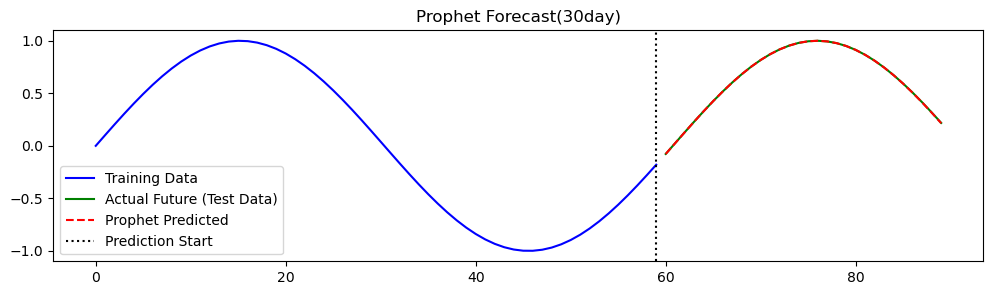 Prophet Forecast(30day)
1.0
0.5
0.0
−0.5
−1.0
Training Data
Actual Future (Test Data)
Prophet Predicted
Prediction Start
0
20
40
60
80